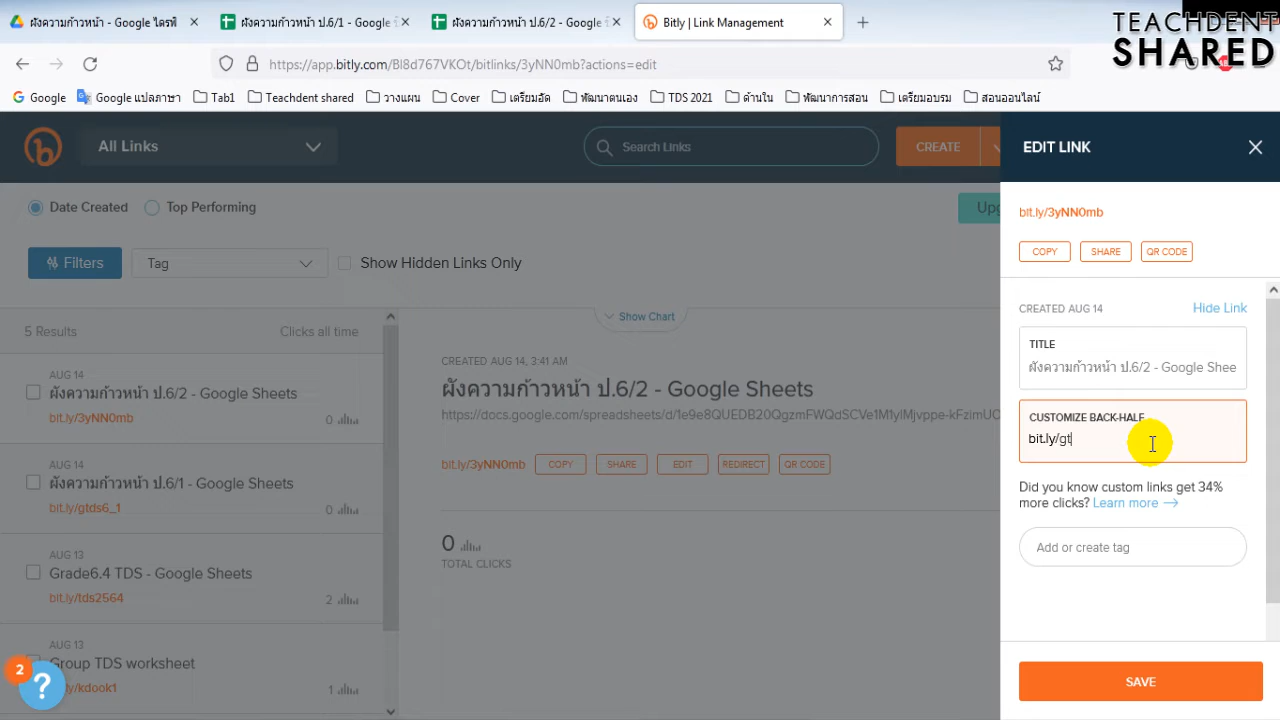 ผังความก้าวหน้า - Google ไดรฟ์
ผังความก้าวหน้า ป.6/1 - Google
ผังความก้าวหน้า ป.6/2 - Google
Bitly | Link Management
TEACHDENT
SHARED
https://app.bitly.com/Bl8d767VKOt/bitlinks/3yNN0mb?actions=edit
Google
Google แปลภาษา
Tab1
Teachdent shared
วางแผน
Cover
เตรียมอัด
พัฒนาตนเอง
TDS 2021
ด้านใน
พัฒนาการสอน
เตรียมอบรม
สอนออนไลน์
All Links
Search Links
CREATE
EDIT LINK
Date Created
Top Performing
Upg
bit.ly/3yNN0mb
COPY
SHARE
QR CODE
Filters
Tag
Show Hidden Links Only
CREATED AUG 14
Hide Link
5 Results
Clicks all time
Show Chart
TITLE
ผังความก้าวหน้า ป.6/2 - Google Shee
AUG 14
ผังความก้าวหน้า ป.6/2 - Google Sheets
bit.ly/3yNN0mb
0
CREATED AUG 14, 3:41 AM
ผังความก้าวหน้า ป.6/2 - Google Sheets
https://docs.google.com/spreadsheets/d/1e9e8QUEDB20QgzmFWQdSCVe1M1ylMjvppe-kFzimUO
bit.ly/3yNN0mb
COPY
SHARE
EDIT
REDIRECT
QR CODE
CUSTOMIZE BACK-HALF
bit.ly/gt
AUG 14
ผังความก้าวหน้า ป.6/1 - Google Sheets
bit.ly/gtds6_1
0
Did you know custom links get 34%
more clicks? Learn more
Add or create tag
0
TOTAL CLICKS
AUG 13
Grade6.4 TDS - Google Sheets
bit.ly/tds2564
2
AUG 13
Group TDS worksheet
/kdook1
1
2
?
SAVE